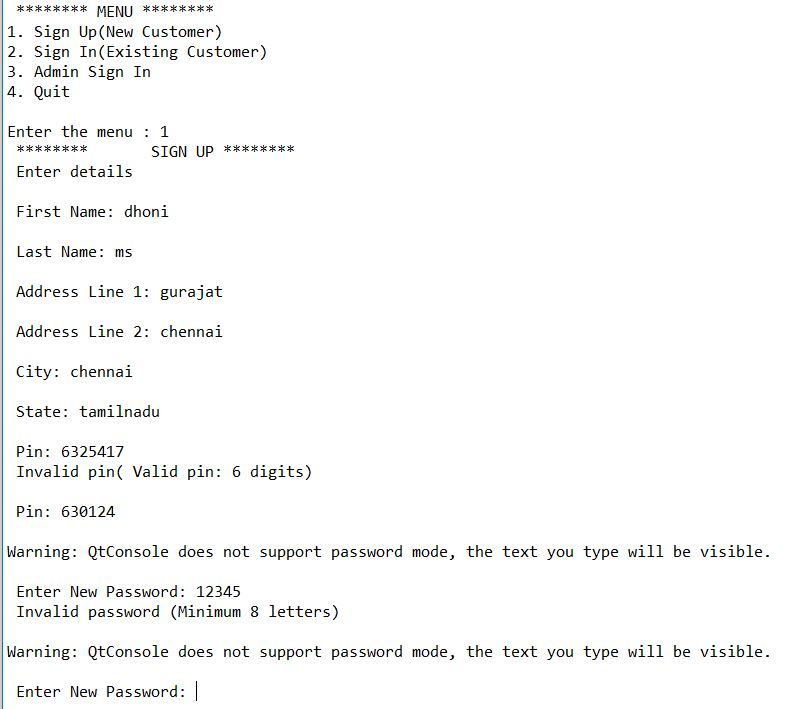 ******** MENU ********
1. Sign Up(New Customer)
2. Sign In(Existing Customer)
3. Admin Sign In
4. Quit
Enter the menu : 1
********       SIGN UP ********
Enter details
First Name: dhoni
Last Name: ms
Address Line 1: gurajat
Address Line 2: chennai
City: chennai
State: tamilnadu
Pin: 6325417
Invalid pin( Valid pin: 6 digits)
Pin: 630124
Warning: QtConsole does not support password mode, the text you type will be visible.
Enter New Password: 12345
Invalid password (Minimum 8 letters)
Warning: QtConsole does not support password mode, the text you type will be visible.
Enter New Password: